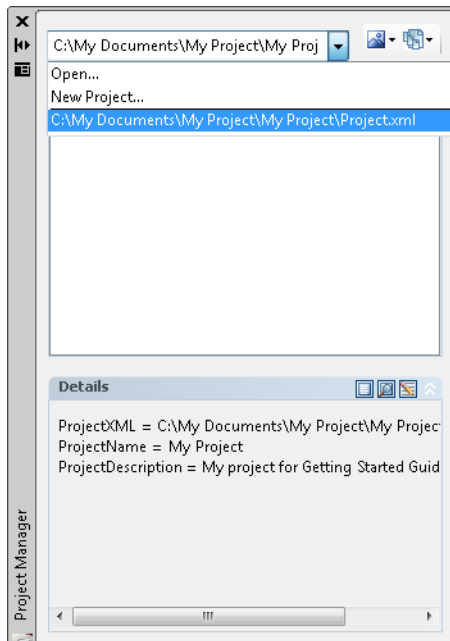 C:\My Documents\My Project\My Proj
Open...
New Project...
C:\My Documents\My Project\My Project\Project.xml
Details
ProjectXML = C:\My Documents\My Project\My Projec
ProjectName = My Project
ProjectDescription = My project for Getting Started Guid
Project Manager